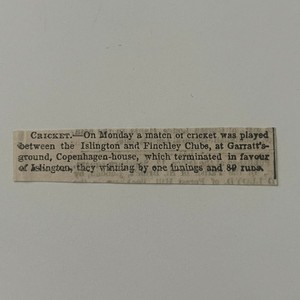 CRICKET.—On Monday a match of cricket was played
between the Islington and Finchley Clubs, at Garratt's-
ground, Copenhagen-house, which terminated in favour
of Islington, they winning by one innings and 89 runs.